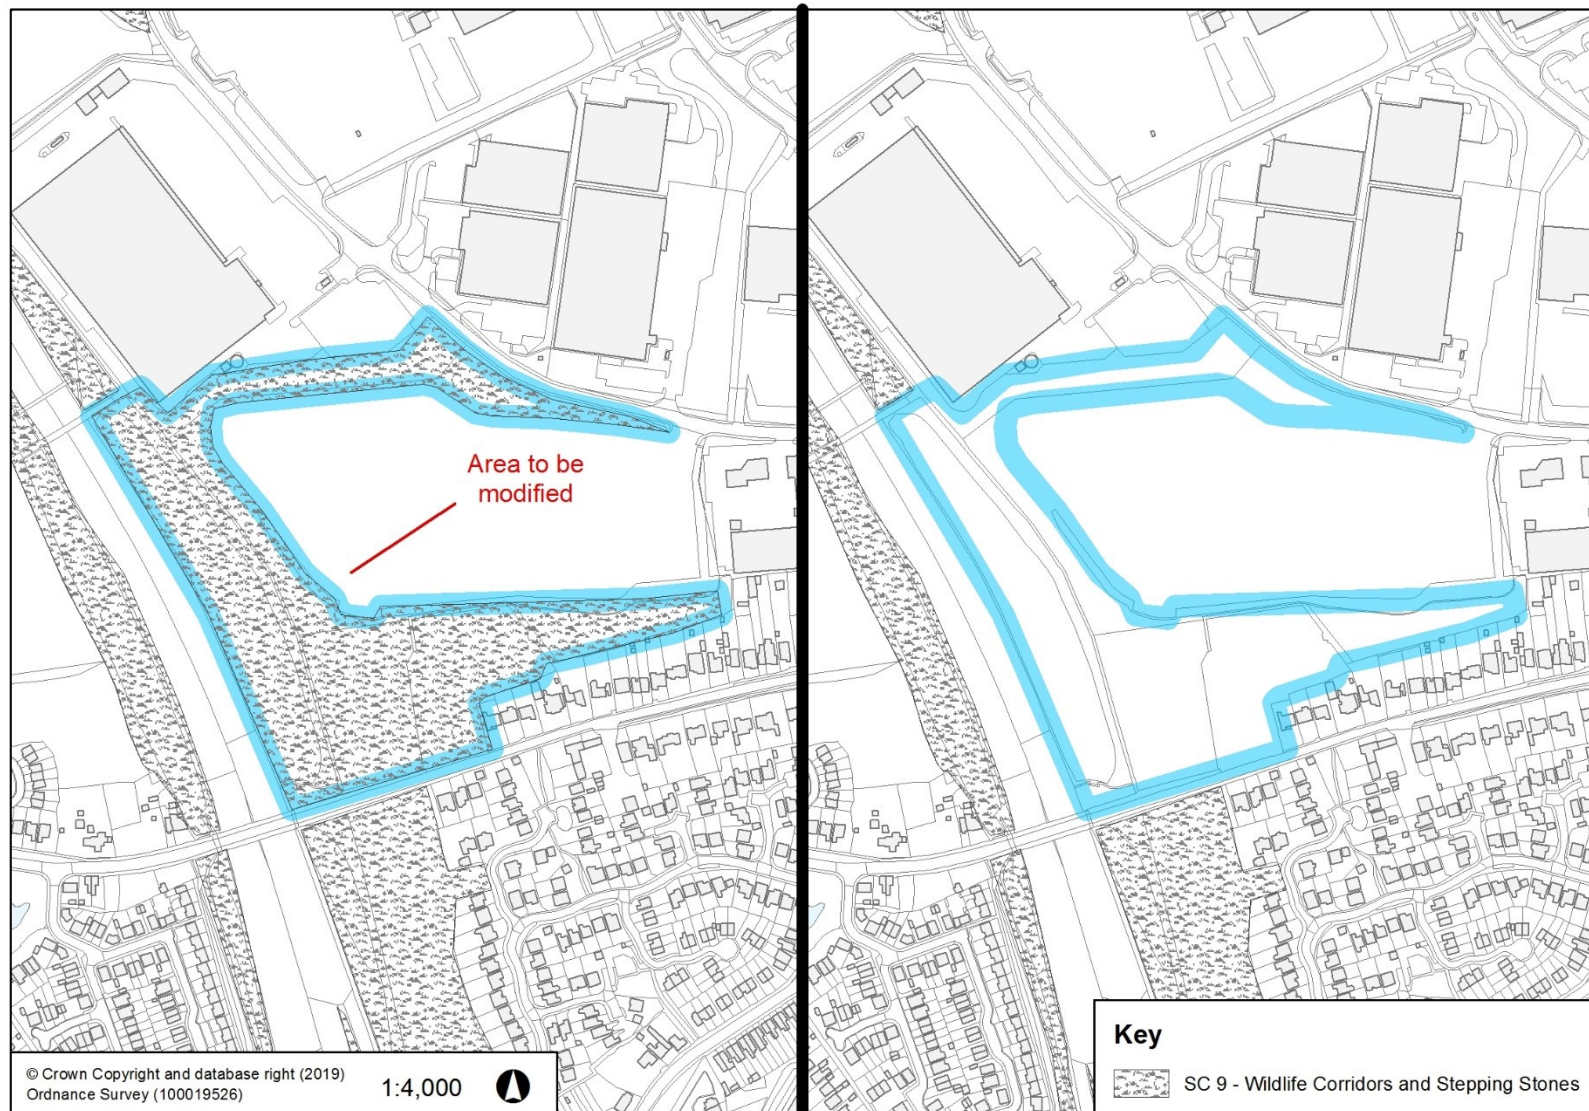 Area to be
modified
© Crown Copyright and database right (2019)
Ordnance Survey (100019526)
1:4,000
Key
SC 9 - Wildlife Corridors and Stepping Stones